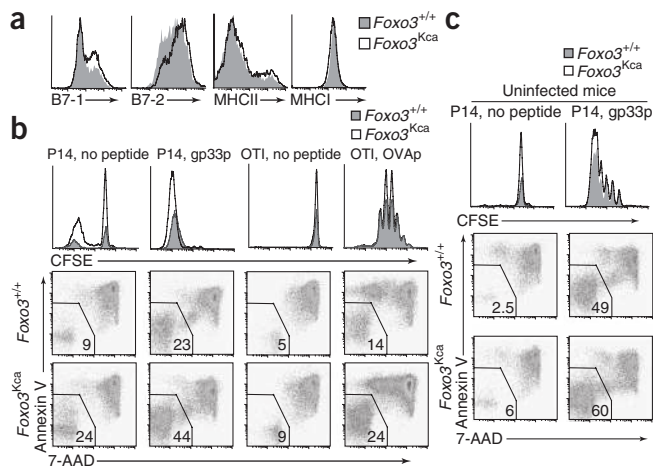 a
Foxo3+/+
Foxo3Kca
B7-1
B7-2
MHCII
MHCI
b
Foxo3+/+
Foxo3Kca
P14, no peptide
P14, gp33p
OTI, no peptide
OTI, OVAp
CFSE
Foxo3+/+
9
23
5
14
Foxo3Kca
Annexin V
24
44
9
24
7-AAD
c
Foxo3+/+
Foxo3Kca
Uninfected mice
P14, no peptide
P14, gp33p
CFSE
Foxo3+/+
2.5
49
Foxo3Kca
Annexin V
6
60
7-AAD